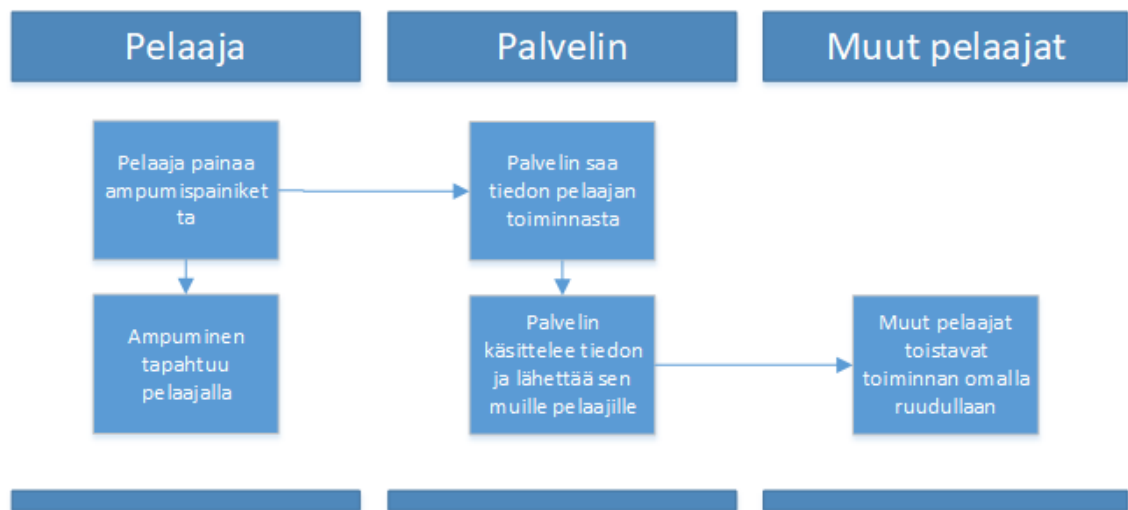 Pelaaja
Palvelin
Muut pelaajat
Pelaaja painaa
ampumispainiket
ta
Palvelin saa
tiedon pelaajan
toiminnasta
Ampuminen
tapahtuu
pelaajalla
Palvelin
käsittelee tiedon
ja lähettää sen
muille pelaajille
Muut pelaajat
toistavat
toiminnan omalla
ruudullaan